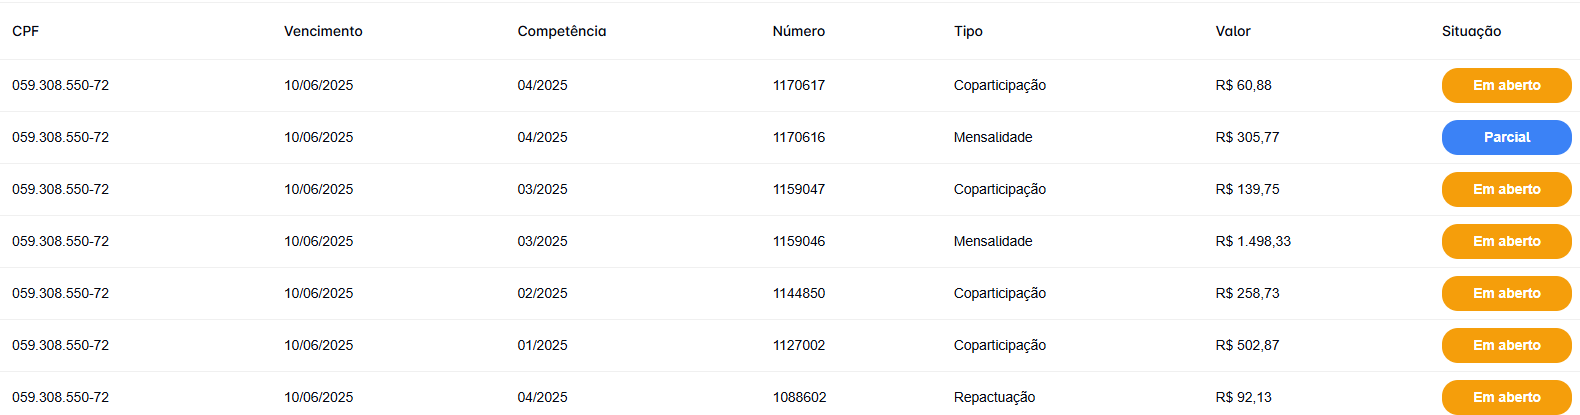 CPF Vencimento Competência Número Tipo Valor Situação
059.308.550-72 10/06/2025 04/2025 1170617 Coparticipação R$ 60,88 Em aberto
059.308.550-72 10/06/2025 04/2025 1170616 Mensalidade R$ 305,77 Parcial
059.308.550-72 10/06/2025 03/2025 1159047 Coparticipação R$ 139,75 Em aberto
059.308.550-72 10/06/2025 03/2025 1159046 Mensalidade R$ 1.498,33 Em aberto
059.308.550-72 10/06/2025 02/2025 1144850 Coparticipação R$ 258,73 Em aberto
059.308.550-72 10/06/2025 01/2025 1127002 Coparticipação R$ 502,87 Em aberto
059.308.550-72 10/06/2025 04/2025 1088602 Repactuação R$ 92,13 Em aberto